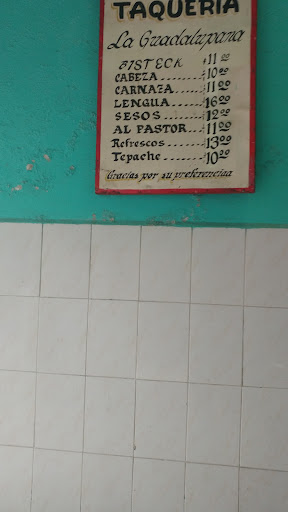 TAQUERIA
La Guadalupana
BISTECK 11 00
CABEZA 10 00
CARNAZA 11 00
LENGUA 16 00
SESOS 12 00
AL PASTOR 11 00
Refrescos 13 00
Tepache 10 00
Gracias por su preferencia